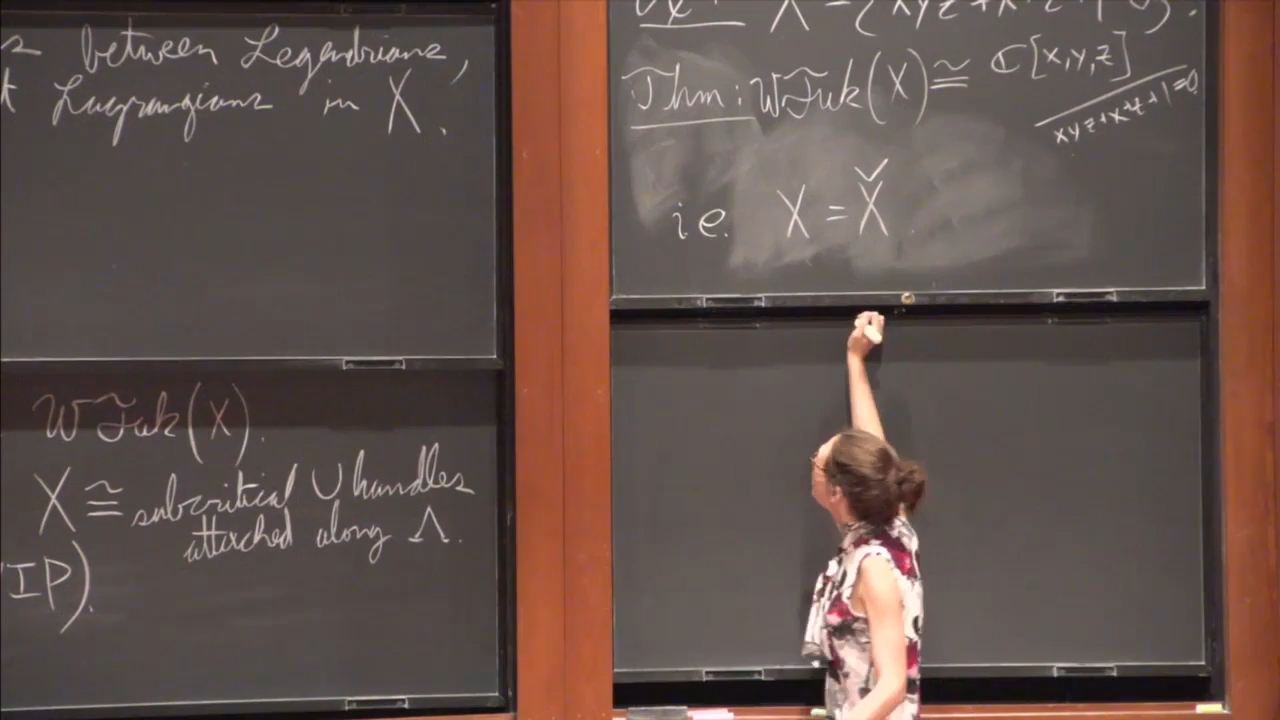 between Legendrians,
Lagrangians in X.
WFuk(X).
X ≅ subcritical ∪ handles
attached along Λ.
IP).
Thm: WFuk(X) ≅ ℂ[x,y,z]
xyz+x+z+1=0
i.e. X = X̌.